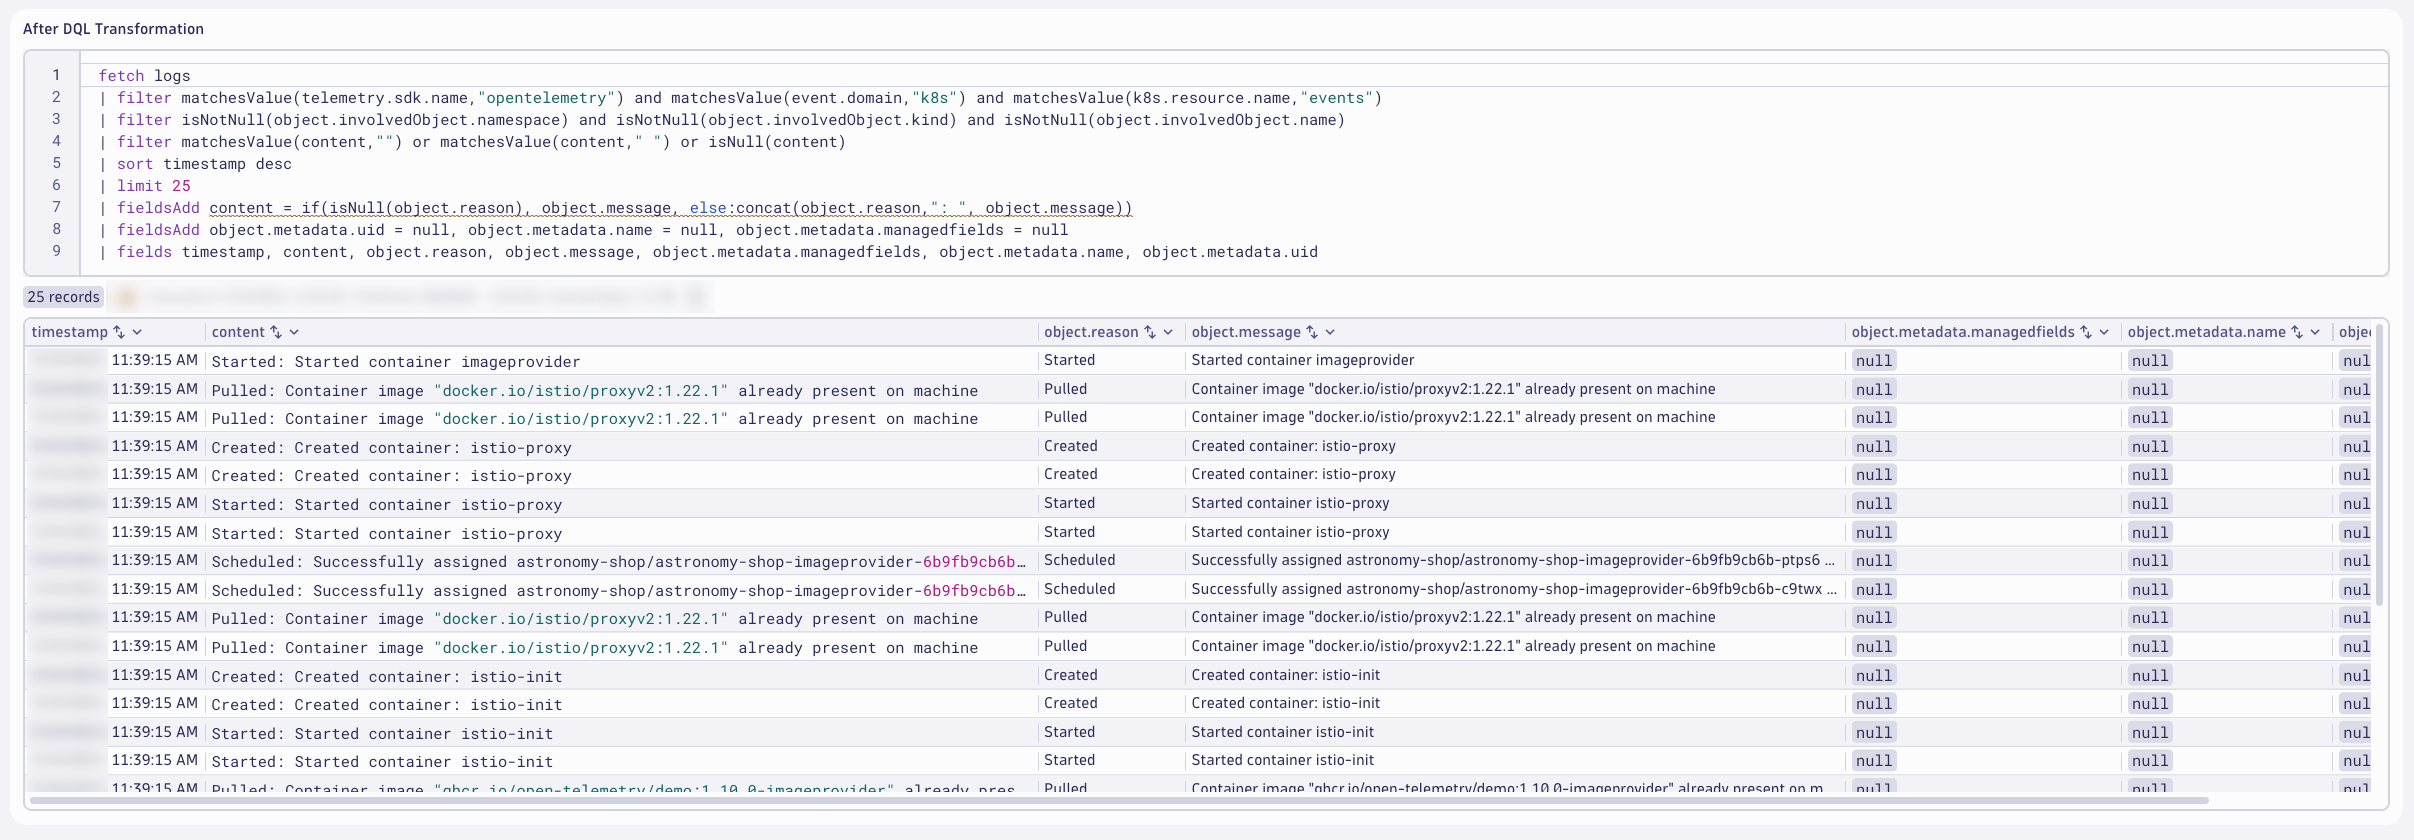 After DQL Transformation
1 fetch logs
2 | filter matchesValue(telemetry.sdk.name,"opentelemetry") and matchesValue(event.domain,"k8s") and matchesValue(k8s.resource.name,"events")
3 | filter isNotNull(object.involvedObject.namespace) and isNotNull(object.involvedObject.kind) and isNotNull(object.involvedObject.name)
4 | filter matchesValue(content,"") or matchesValue(content," ") or isNull(content)
5 | sort timestamp desc
6 | limit 25
7 | fieldsAdd content = if(isNull(object.reason), object.message, else:concat(object.reason,": ", object.message))
8 | fieldsAdd object.metadata.uid = null, object.metadata.name = null, object.metadata.managedfields = null
9 | fields timestamp, content, object.reason, object.message, object.metadata.managedfields, object.metadata.name, object.metadata.uid
25 records
timestamp content object.reason object.message object.metadata.managedfields object.metadata.name objec
11:39:15 AM Started: Started container imageprovider Started Started container imageprovider null null nul
11:39:15 AM Pulled: Container image "docker.io/istio/proxyv2:1.22.1" already present on machine Pulled Container image "docker.io/istio/proxyv2:1.22.1" already present on machine null null nul
11:39:15 AM Pulled: Container image "docker.io/istio/proxyv2:1.22.1" already present on machine Pulled Container image "docker.io/istio/proxyv2:1.22.1" already present on machine null null nul
11:39:15 AM Created: Created container: istio-proxy Created Created container: istio-proxy null null nul
11:39:15 AM Created: Created container: istio-proxy Created Created container: istio-proxy null null nul
11:39:15 AM Started: Started container istio-proxy Started Started container istio-proxy null null nul
11:39:15 AM Started: Started container istio-proxy Started Started container istio-proxy null null nul
11:39:15 AM Scheduled: Successfully assigned astronomy-shop/astronomy-shop-imageprovider-6b9fb9cb6b… Scheduled Successfully assigned astronomy-shop/astronomy-shop-imageprovider-6b9fb9cb6b-ptps6 … null null nul
11:39:15 AM Scheduled: Successfully assigned astronomy-shop/astronomy-shop-imageprovider-6b9fb9cb6b… Scheduled Successfully assigned astronomy-shop/astronomy-shop-imageprovider-6b9fb9cb6b-c9twx … null null nul
11:39:15 AM Pulled: Container image "docker.io/istio/proxyv2:1.22.1" already present on machine Pulled Container image "docker.io/istio/proxyv2:1.22.1" already present on machine null null nul
11:39:15 AM Pulled: Container image "docker.io/istio/proxyv2:1.22.1" already present on machine Pulled Container image "docker.io/istio/proxyv2:1.22.1" already present on machine null null nul
11:39:15 AM Created: Created container: istio-init Created Created container: istio-init null null nul
11:39:15 AM Created: Created container: istio-init Created Created container: istio-init null null nul
11:39:15 AM Started: Started container istio-init Started Started container istio-init null null nul
11:39:15 AM Started: Started container istio-init Started Started container istio-init null null nul
11:39:15 AM Pulled: Container image "ghcr.io/open-telemetry/demo:1.10.0-imageprovider" already pres… Pulled Container image "ghcr.io/open-telemetry/demo:1.10.0-imageprovider" already present on m… null null nul